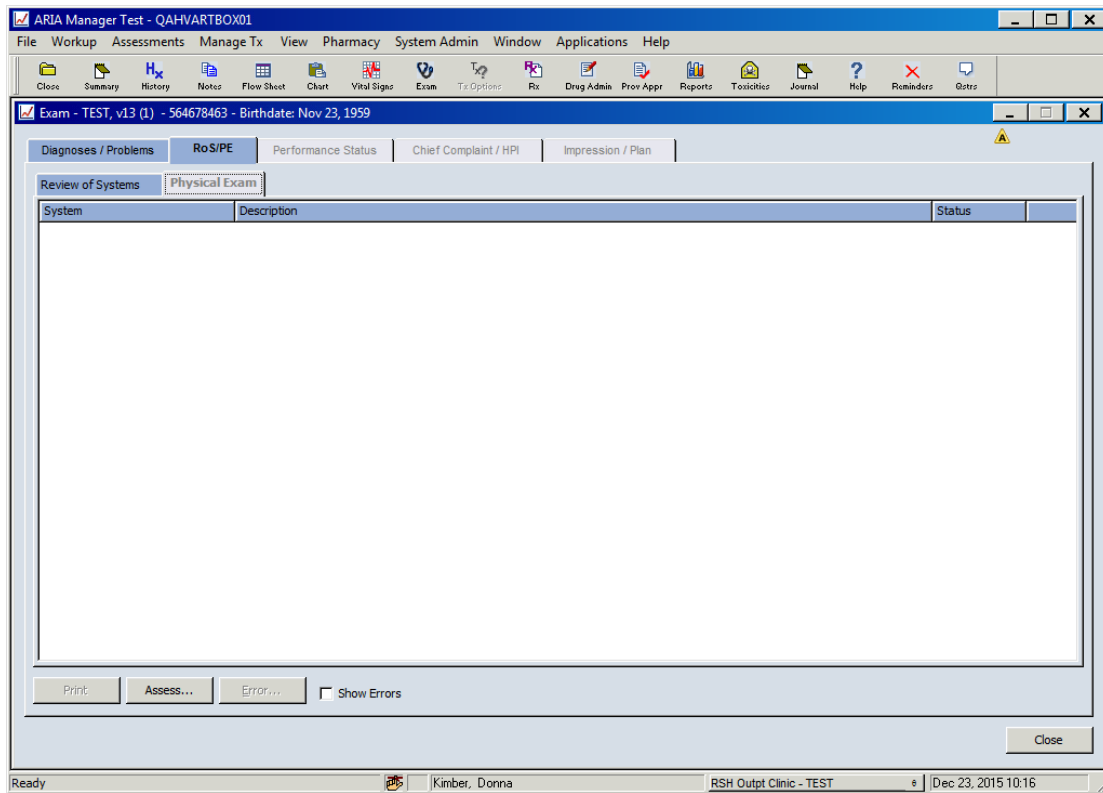 ARIA Manager Test - QAHVARTBOX01
File Workup Assessments Manage Tx View Pharmacy System Admin Window Applications Help
Hx Tx? Rx ?
Close Summary History Notes Flow Sheet Chart Vital Signs Exam Tx Options Rx Drug Admin Prov Appr Reports Toxicities Journal Help Reminders Qstrs
Exam - TEST, v13 (1) - 564678463 - Birthdate: Nov 23, 1959
A
Diagnoses / Problems RoS/PE Performance Status Chief Complaint / HPI Impression / Plan
Review of Systems Physical Exam
System Description Status
Print Assess... Error... Show Errors
Close
Ready Kimber, Donna RSH Outpt Clinic - TEST Dec 23, 2015 10:16